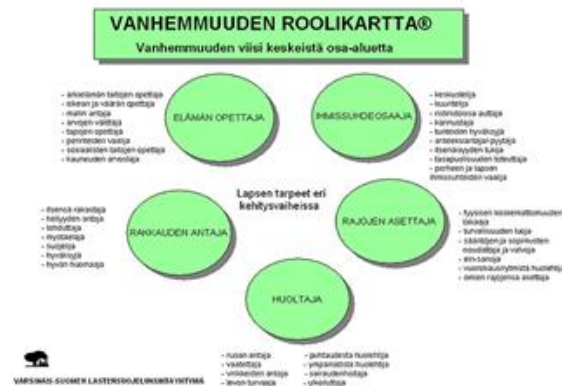 VANHEMMUUDEN ROOLIKARTTA®
Vanhemmuuden viisi keskeistä osa-aluetta
- arkielämän taitojen opettaja
- oikean ja väärän opettaja
- mallin antaja
- arvojen välittäjä
- tapojen opettaja
- perinteiden vaalija
- sosiaalisten taitojen opettaja
- kauneuden arvostaja
ELÄMÄN OPETTAJA
IHMISSUHDEOSAAJA
- keskustelija
- kuuntelija
- ristiriidoissa auttaja
- kannustaja
- tunteiden hyväksyjä
- anteeksiantaja/-pyytäjä
- itsenäisyyden tukija
- tasapuolisuuden toteuttaja
- perheen ja lapsen
ihmissuhteiden vaalija
Lapsen tarpeet eri
kehitysvaiheissa
- itsensä rakastaja
- hellyyden antaja
- lohduttaja
- myötäeläjä
- suojelija
- hyväksyjä
- hyvän huomaaja
RAKKAUDEN ANTAJA
RAJOJEN ASETTAJA
- fyysisen koskemattomuuden
- turvallisuuden luoja
- sääntöjen ja sopimusten
noudattaja ja valvoja
- ein-sanoja
- vuorokausirytmistä huolehtija
- omien rajojensa asettaja
HUOLTAJA
- ruoan antaja
- vaatettaja
- virikkeiden antaja
- levon turvaaja
- puhtaudesta huolehtija
- ympäristöstä huolehtija
- sairaudenhoitaja
- ulkoiluttaja
VARSINAIS-SUOMEN LASTENSUOJELUKUNTAYHTYMÄ